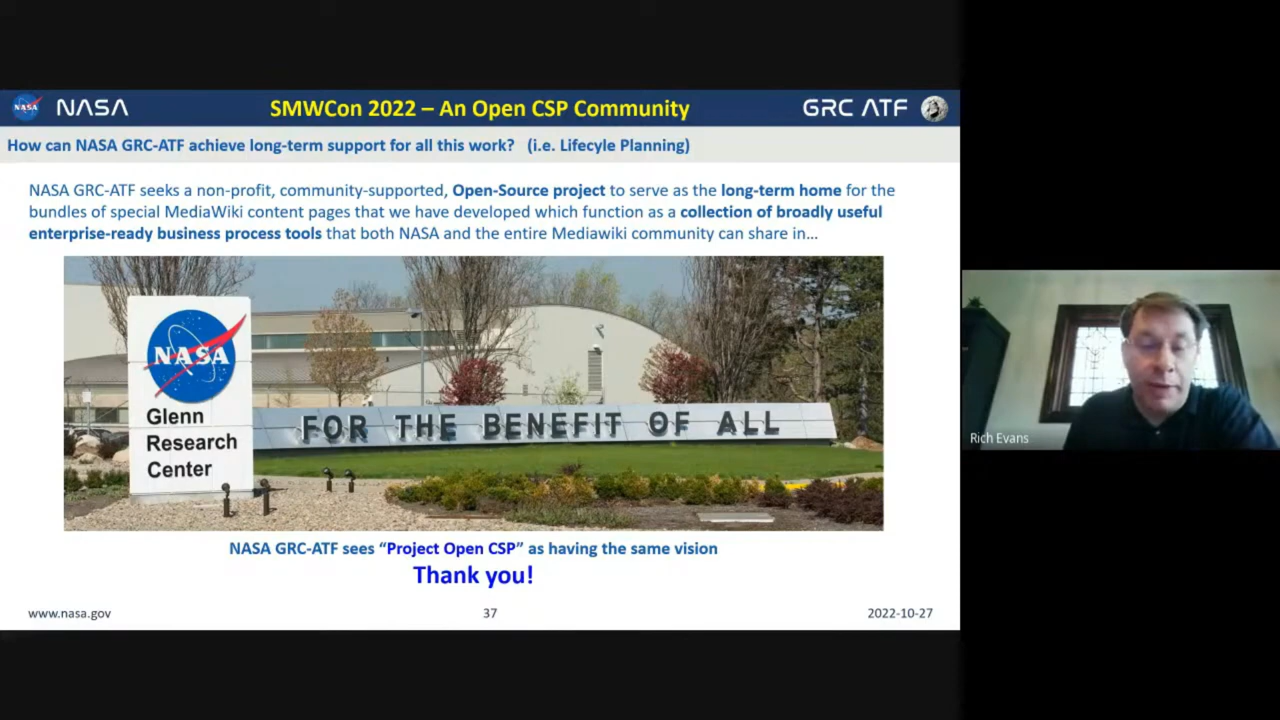 NASA
NASA
SMWCon 2022 – An Open CSP Community
GRC ATF
How can NASA GRC-ATF achieve long-term support for all this work?   (i.e. Lifecyle Planning)
NASA GRC-ATF seeks a non-profit, community-supported, Open-Source project to serve as the long-term home for the
bundles of special MediaWiki content pages that we have developed which function as a collection of broadly useful
enterprise-ready business process tools that both NASA and the entire Mediawiki community can share in…
NASA
Glenn
Research
Center
FOR THE BENEFIT OF ALL
NASA GRC-ATF sees “Project Open CSP” as having the same vision
Thank you!
www.nasa.gov
37
2022-10-27
Rich Evans